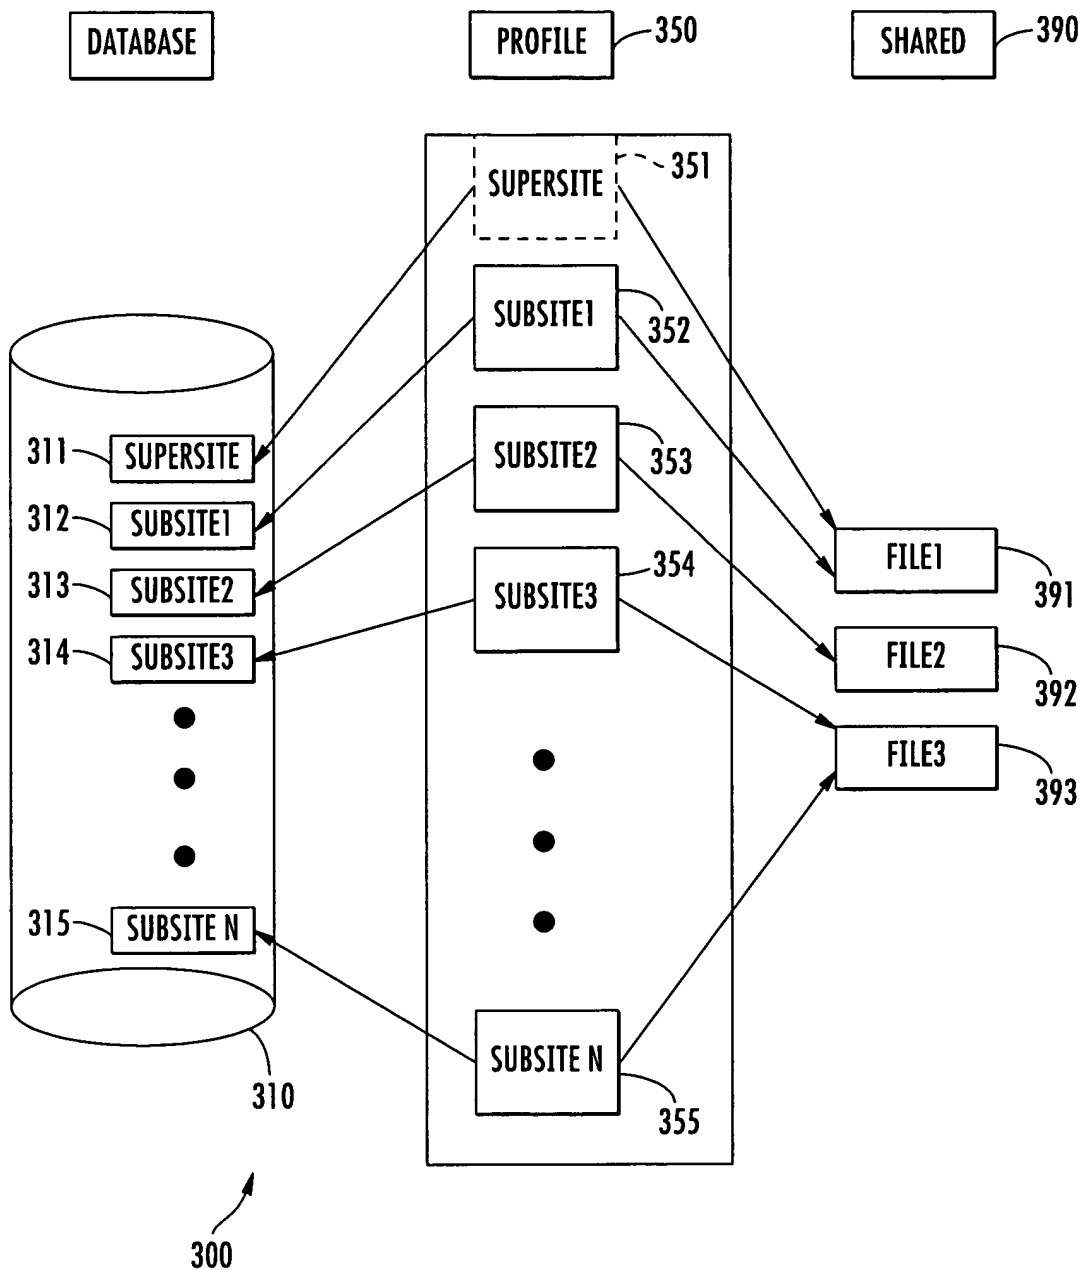 DATABASE
PROFILE
350
SHARED
390
SUPERSITE
351
SUBSITE1
352
SUBSITE2
353
SUBSITE3
354
SUBSITE N
355
311
SUPERSITE
312
SUBSITE1
313
SUBSITE2
314
SUBSITE3
315
SUBSITE N
310
FILE1
391
FILE2
392
FILE3
393
300